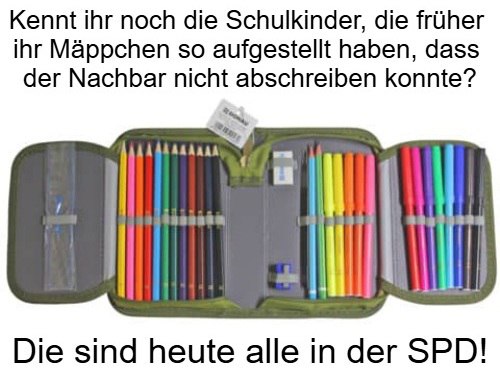 Kennt ihr noch die Schulkinder, die früher
ihr Mäppchen so aufgestellt haben, dass
der Nachbar nicht abschreiben konnte?
Die sind heute alle in der SPD!